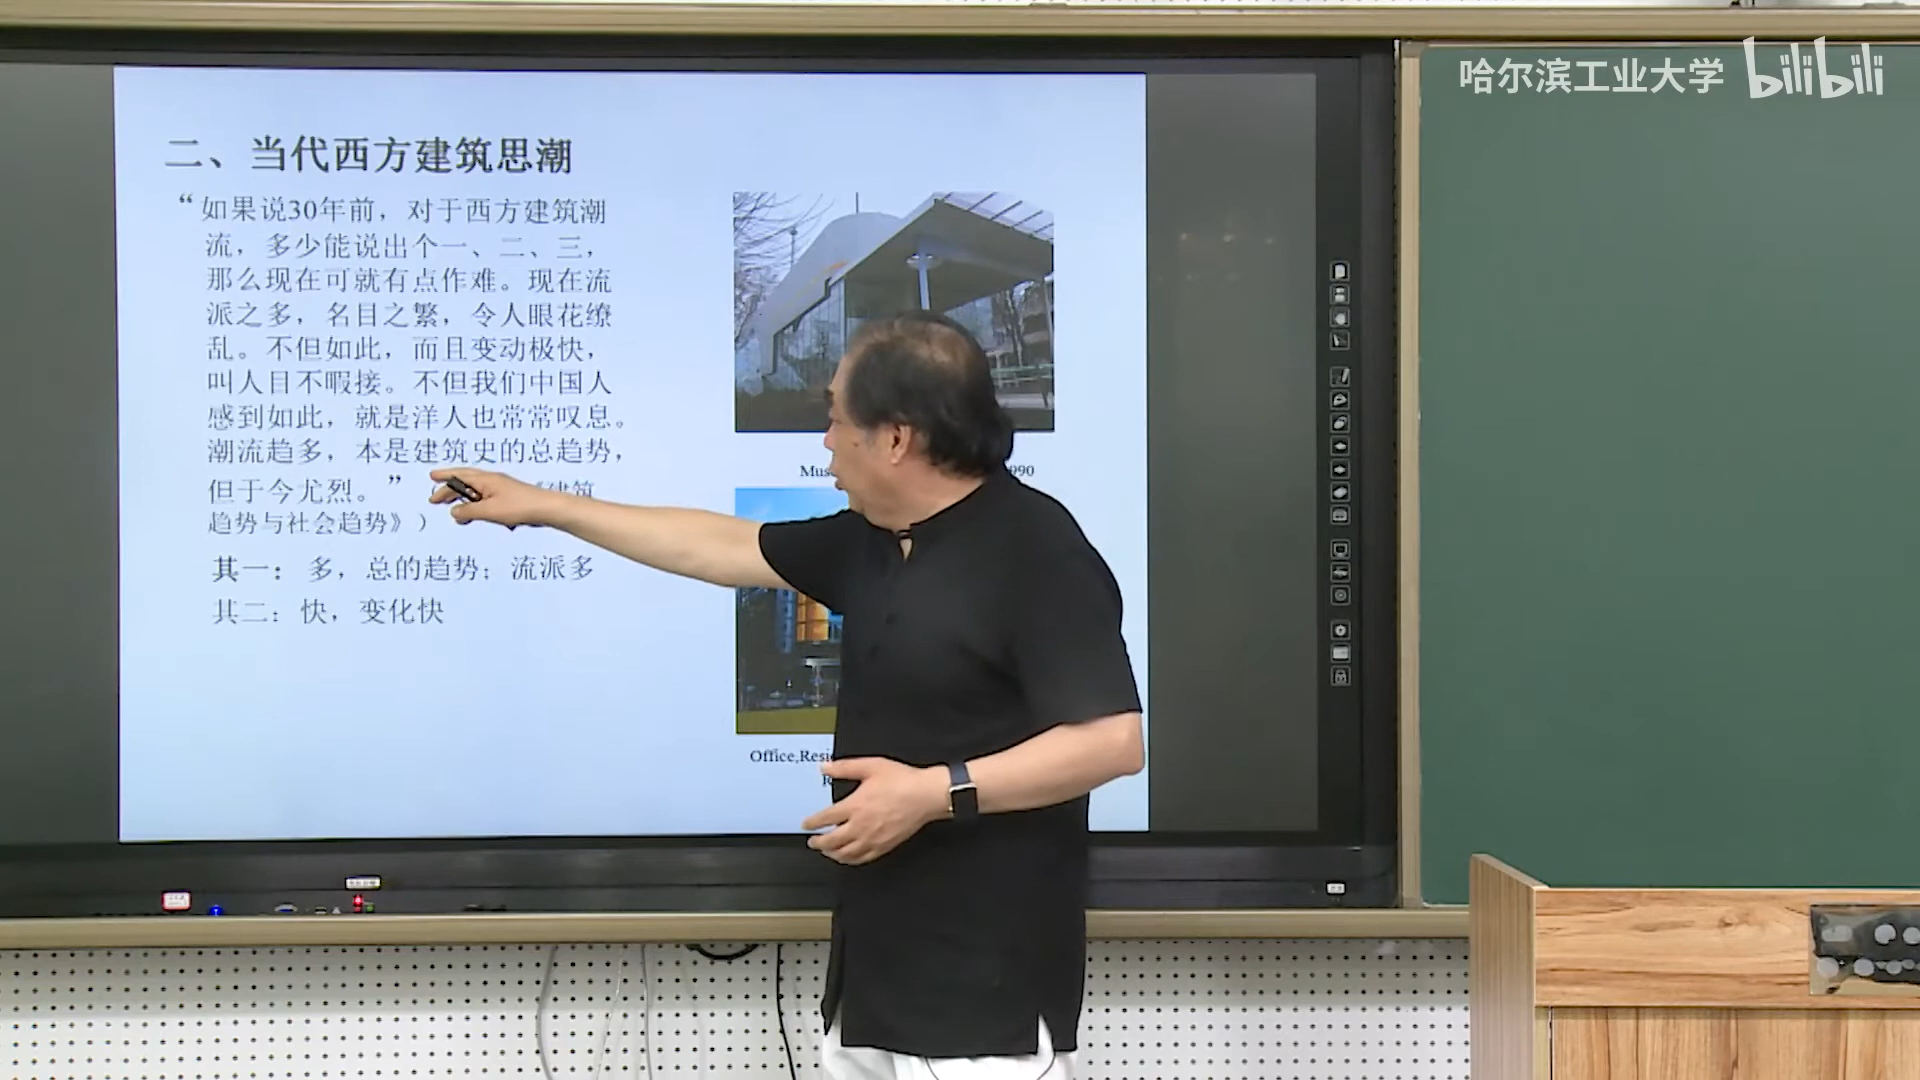 哈尔滨工业大学 bilibili
二、当代西方建筑思潮
“如果说30年前，对于西方建筑潮
流，多少能说出个一、二、三，
那么现在可就有点作难。现在流
派之多，名目之繁，令人眼花缭
乱。不但如此，而且变动极快，
叫人目不暇接。不但我们中国人
感到如此，就是洋人也常常叹息。
潮流趋多，本是建筑史的总趋势，
但于今尤烈。”（ 《建筑
趋势与社会趋势》）
其一：多，总的趋势；流派多
其二：快，变化快
990
Office,